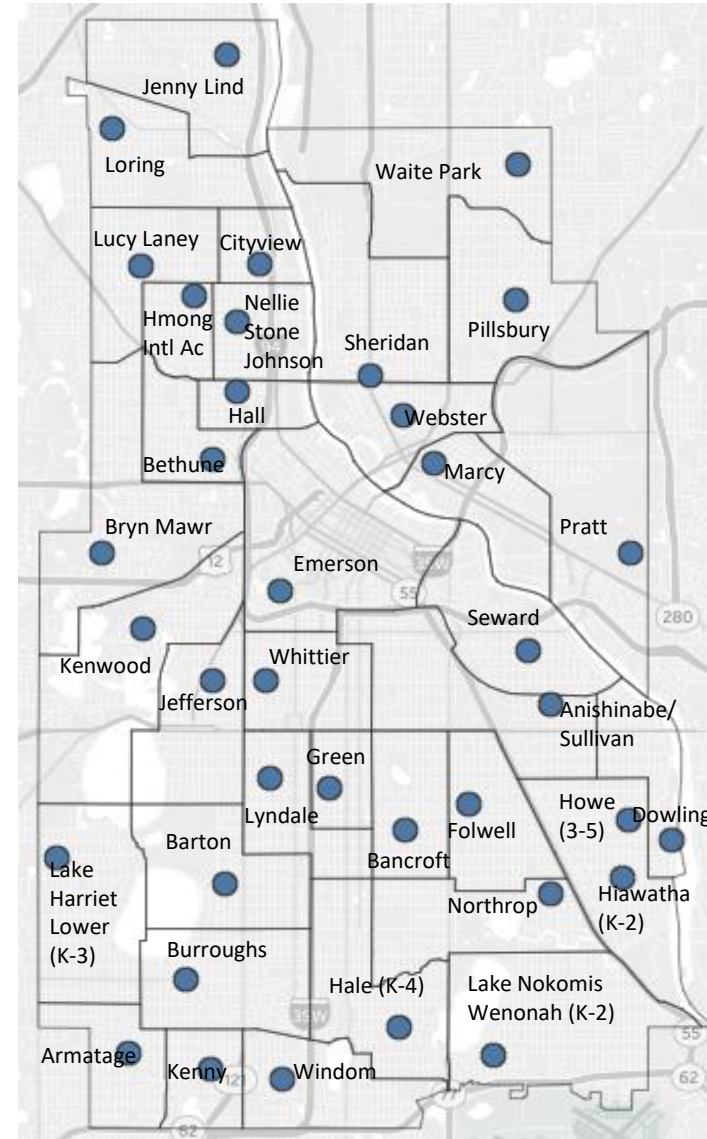 Jenny Lind
Loring
Waite Park
Lucy Laney
Cityview
Hmong
Intl Ac
Nellie
Stone
Johnson
Pillsbury
Sheridan
Hall
Webster
Bethune
Marcy
Bryn Mawr
Pratt
12
Emerson
55
280
Seward
Kenwood
Whittier
Jefferson
Anishinabe/
Sullivan
Green
Lyndale
Howe
(3-5)
Dowling
Folwell
Bancroft
Barton
Lake
Harriet
Lower
(K-3)
Hiawatha
(K-2)
Northrop
Burroughs
Hale (K-4)
Lake Nokomis
Wenonah (K-2)
35W
55
Armatage
Kenny
121
Windom
62
62